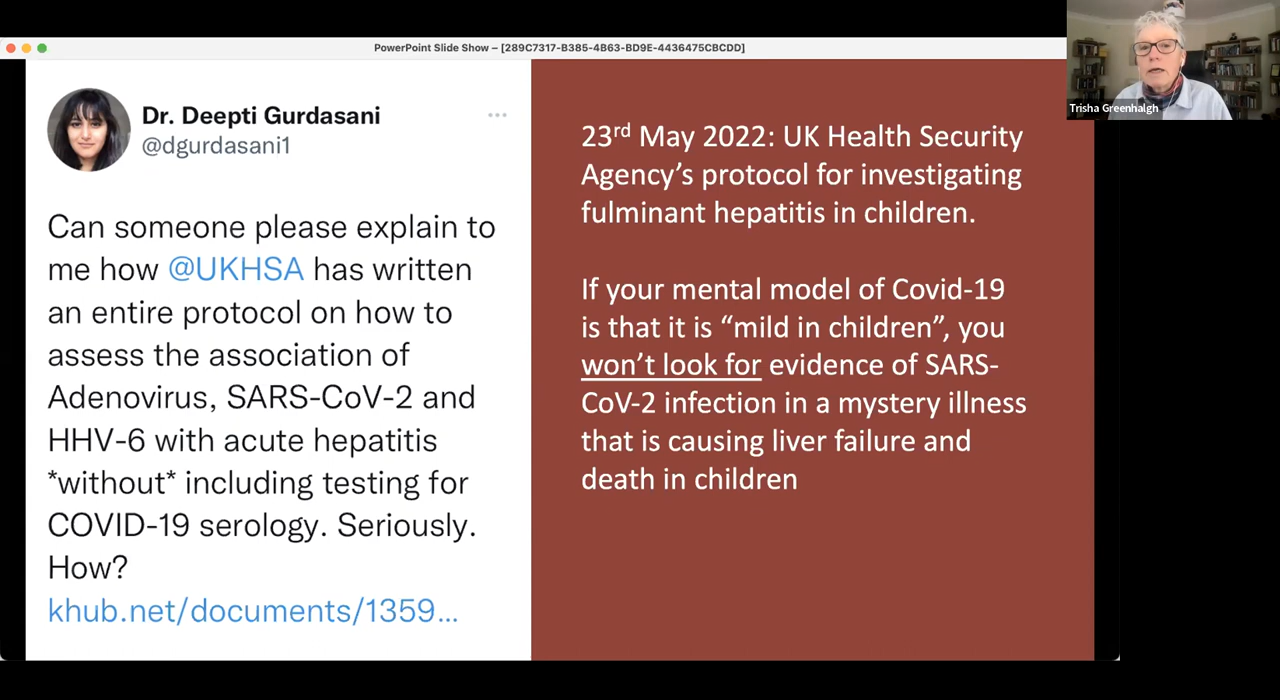 PowerPoint Slide Show – [289C7317-B385-4B63-BD9E-4436475CBCDD]
Trisha Greenhalgh
Dr. Deepti Gurdasani
@dgurdasani1
Can someone please explain to
me how @UKHSA has written
an entire protocol on how to
assess the association of
Adenovirus, SARS-CoV-2 and
HHV-6 with acute hepatitis
*without* including testing for
COVID-19 serology. Seriously.
How?
khub.net/documents/1359...
23rd May 2022: UK Health Security
Agency’s protocol for investigating
fulminant hepatitis in children.
If your mental model of Covid-19
is that it is “mild in children”, you
won’t look for evidence of SARS-
CoV-2 infection in a mystery illness
that is causing liver failure and
death in children